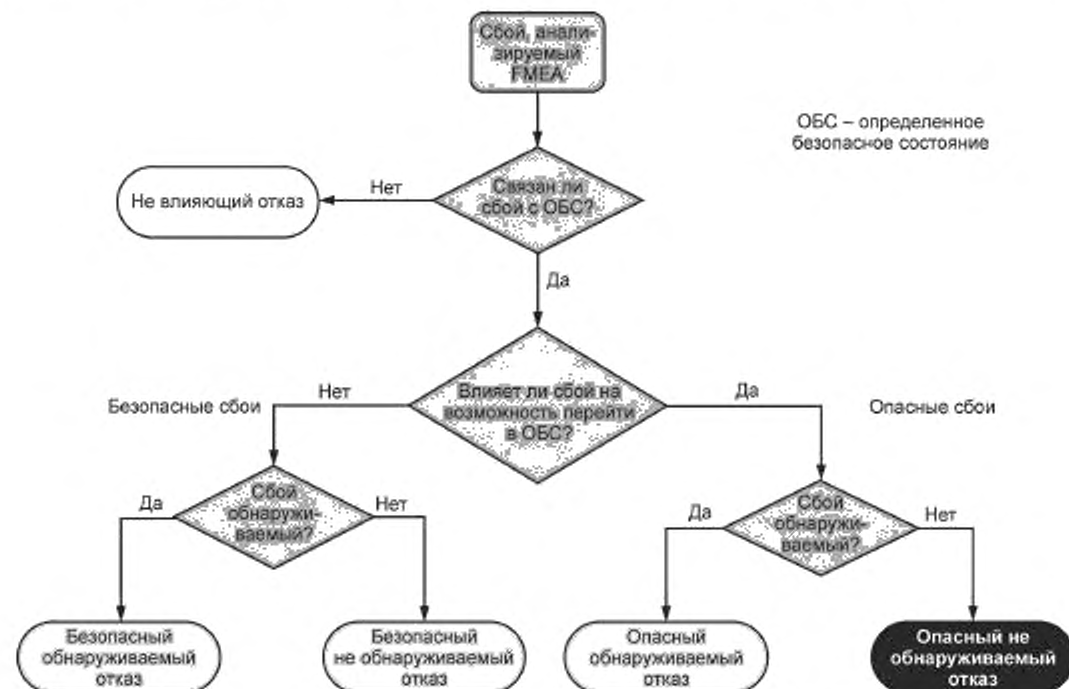 Сбой, анали-
зируемый
FMEA
ОБС – определенное
безопасное состояние
Связан ли
сбой с ОБС?
Нет
Не влияющий отказ
Да
Влияет ли сбой на
возможность перейти
в ОБС?
Нет
Да
Безопасные сбои
Опасные сбои
Сбой
обнаружи-
ваемый?
Да
Нет
Сбой
обнаружи-
ваемый?
Да
Нет
Безопасный
обнаруживаемый
отказ
Безопасный
не обнаруживаемый
отказ
Опасный
обнаруживаемый
отказ
Опасный не
обнаруживаемый
отказ